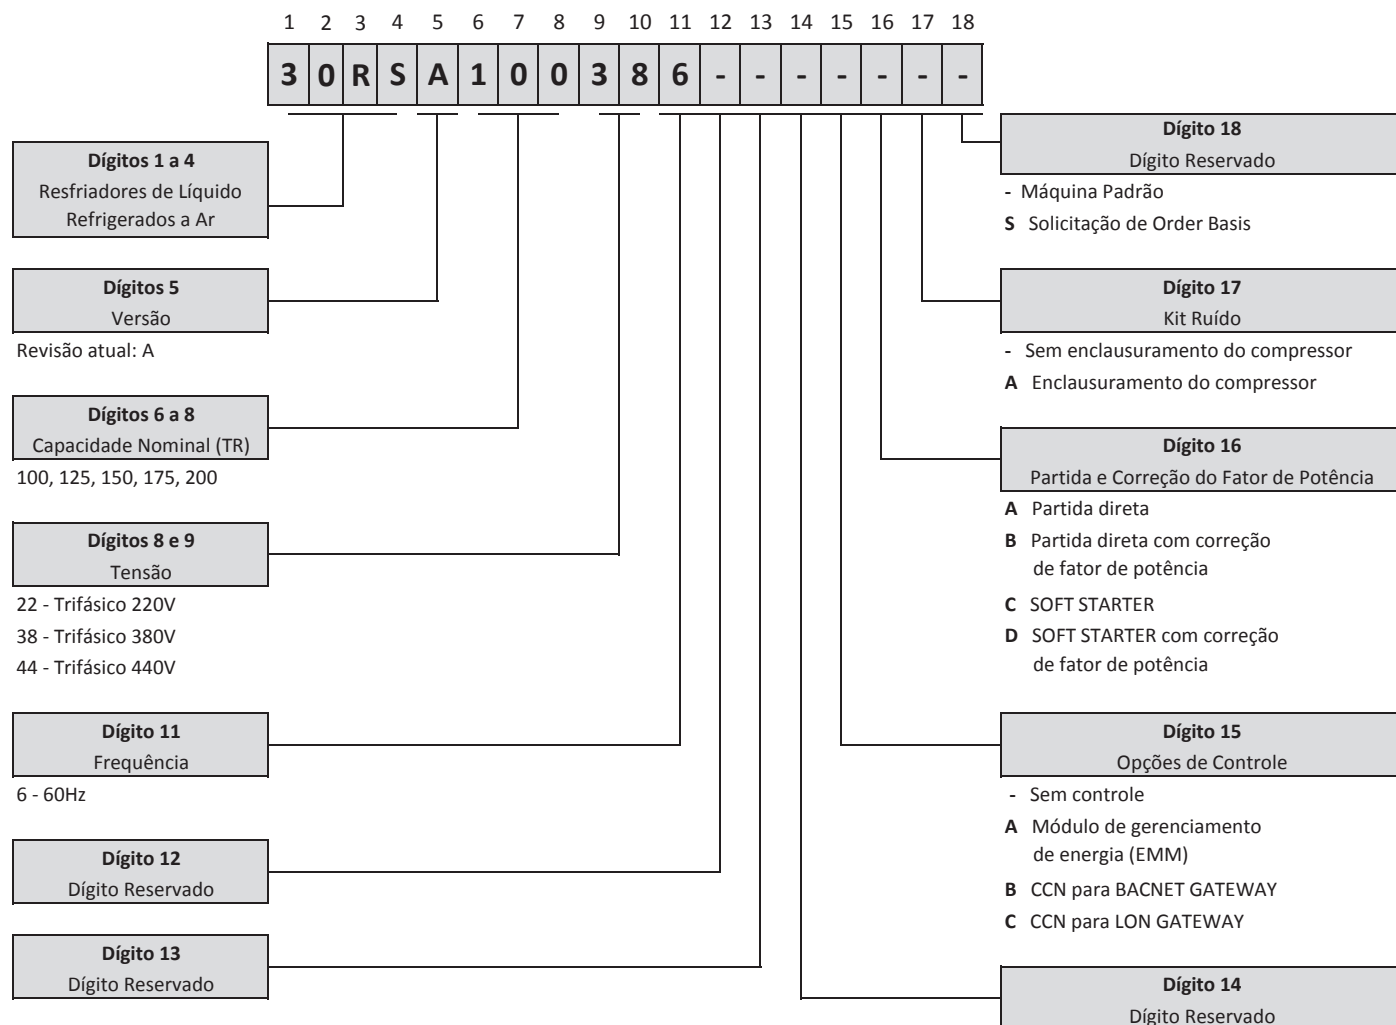 1 2 3 4 5 6 7 8 9 10 11 12 13 14 15 16 17 18
3 0 R S A 1 0 0 3 8 6 - - - - - - -
Dígitos 1 a 4
Resfriadores de Líquido
Refrigerados a Ar
Dígitos 5
Versão
Revisão atual: A
Dígitos 6 a 8
Capacidade Nominal (TR)
100, 125, 150, 175, 200
Dígitos 8 e 9
Tensão
22 - Trifásico 220V
38 - Trifásico 380V
44 - Trifásico 440V
Dígito 11
Frequência
6 - 60Hz
Dígito 12
Dígito Reservado
Dígito 13
Dígito Reservado
Dígito 18
Dígito Reservado
- Máquina Padrão
S Solicitação de Order Basis
Dígito 17
Kit Ruído
- Sem enclausuramento do compressor
A Enclausuramento do compressor
Dígito 16
Partida e Correção do Fator de Potência
A Partida direta
B Partida direta com correção
de fator de potência
C SOFT STARTER
D SOFT STARTER com correção
de fator de potência
Dígito 15
Opções de Controle
- Sem controle
A Módulo de gerenciamento
de energia (EMM)
B CCN para BACNET GATEWAY
C CCN para LON GATEWAY
Dígito 14
Dígito Reservado